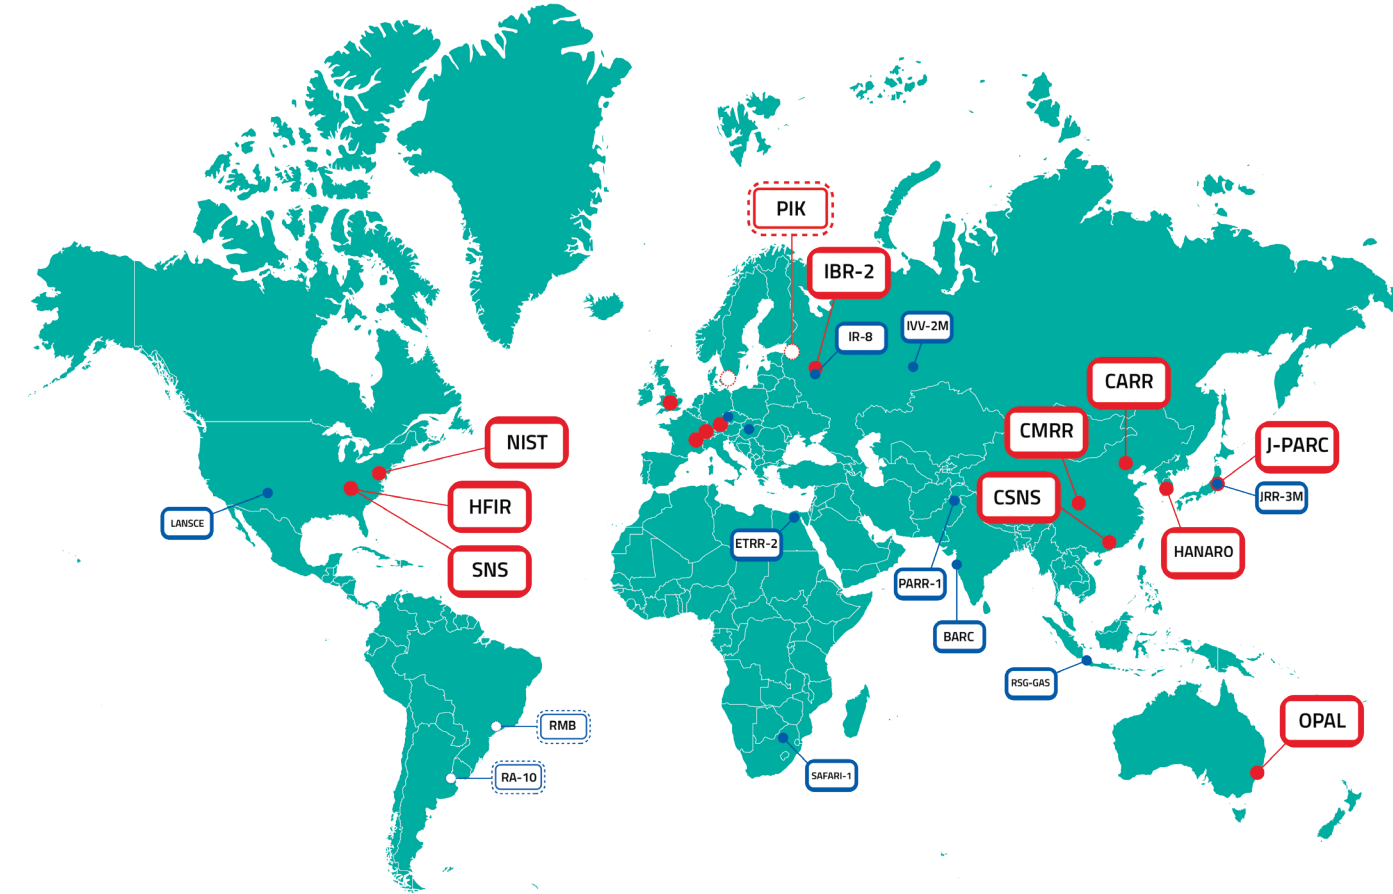 PIK
IBR-2
IR-8
IVV-2M
CARR
CMRR
NIST
J-PARC
CSNS
JRR-3M
HFIR
LANSCE
ETRR-2
HANARO
SNS
PARR-1
BARC
RSG-GAS
OPAL
RMB
RA-10
SAFARI-1